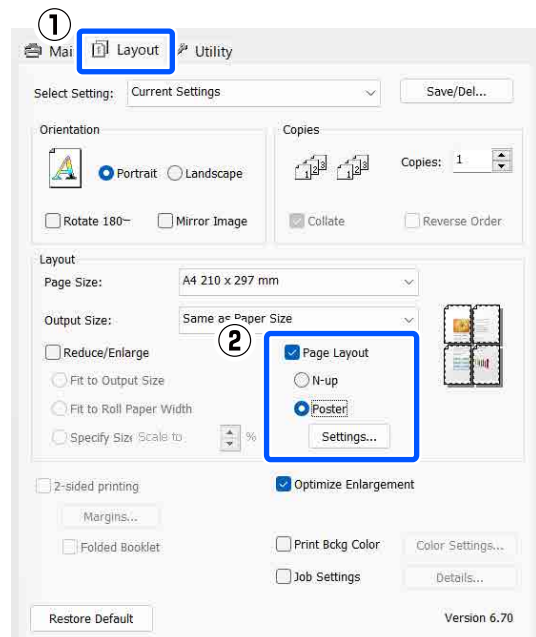 ①
Mai Layout Utility
Select Setting: Current Settings Save/Del...
Orientation
Portrait Landscape
Rotate 180° Mirror Image
Copies
Copies: 1
Collate Reverse Order
Layout
Page Size: A4 210 x 297 mm
Output Size: Same as Paper Size
②
Reduce/Enlarge
Fit to Output Size
Fit to Roll Paper Width
Specify Size Scale to %
Page Layout
N-up
Poster
Settings...
2-sided printing
Margins...
Folded Booklet
Optimize Enlargement
Print Bckg Color Color Settings...
Job Settings Details...
Restore Default Version 6.70